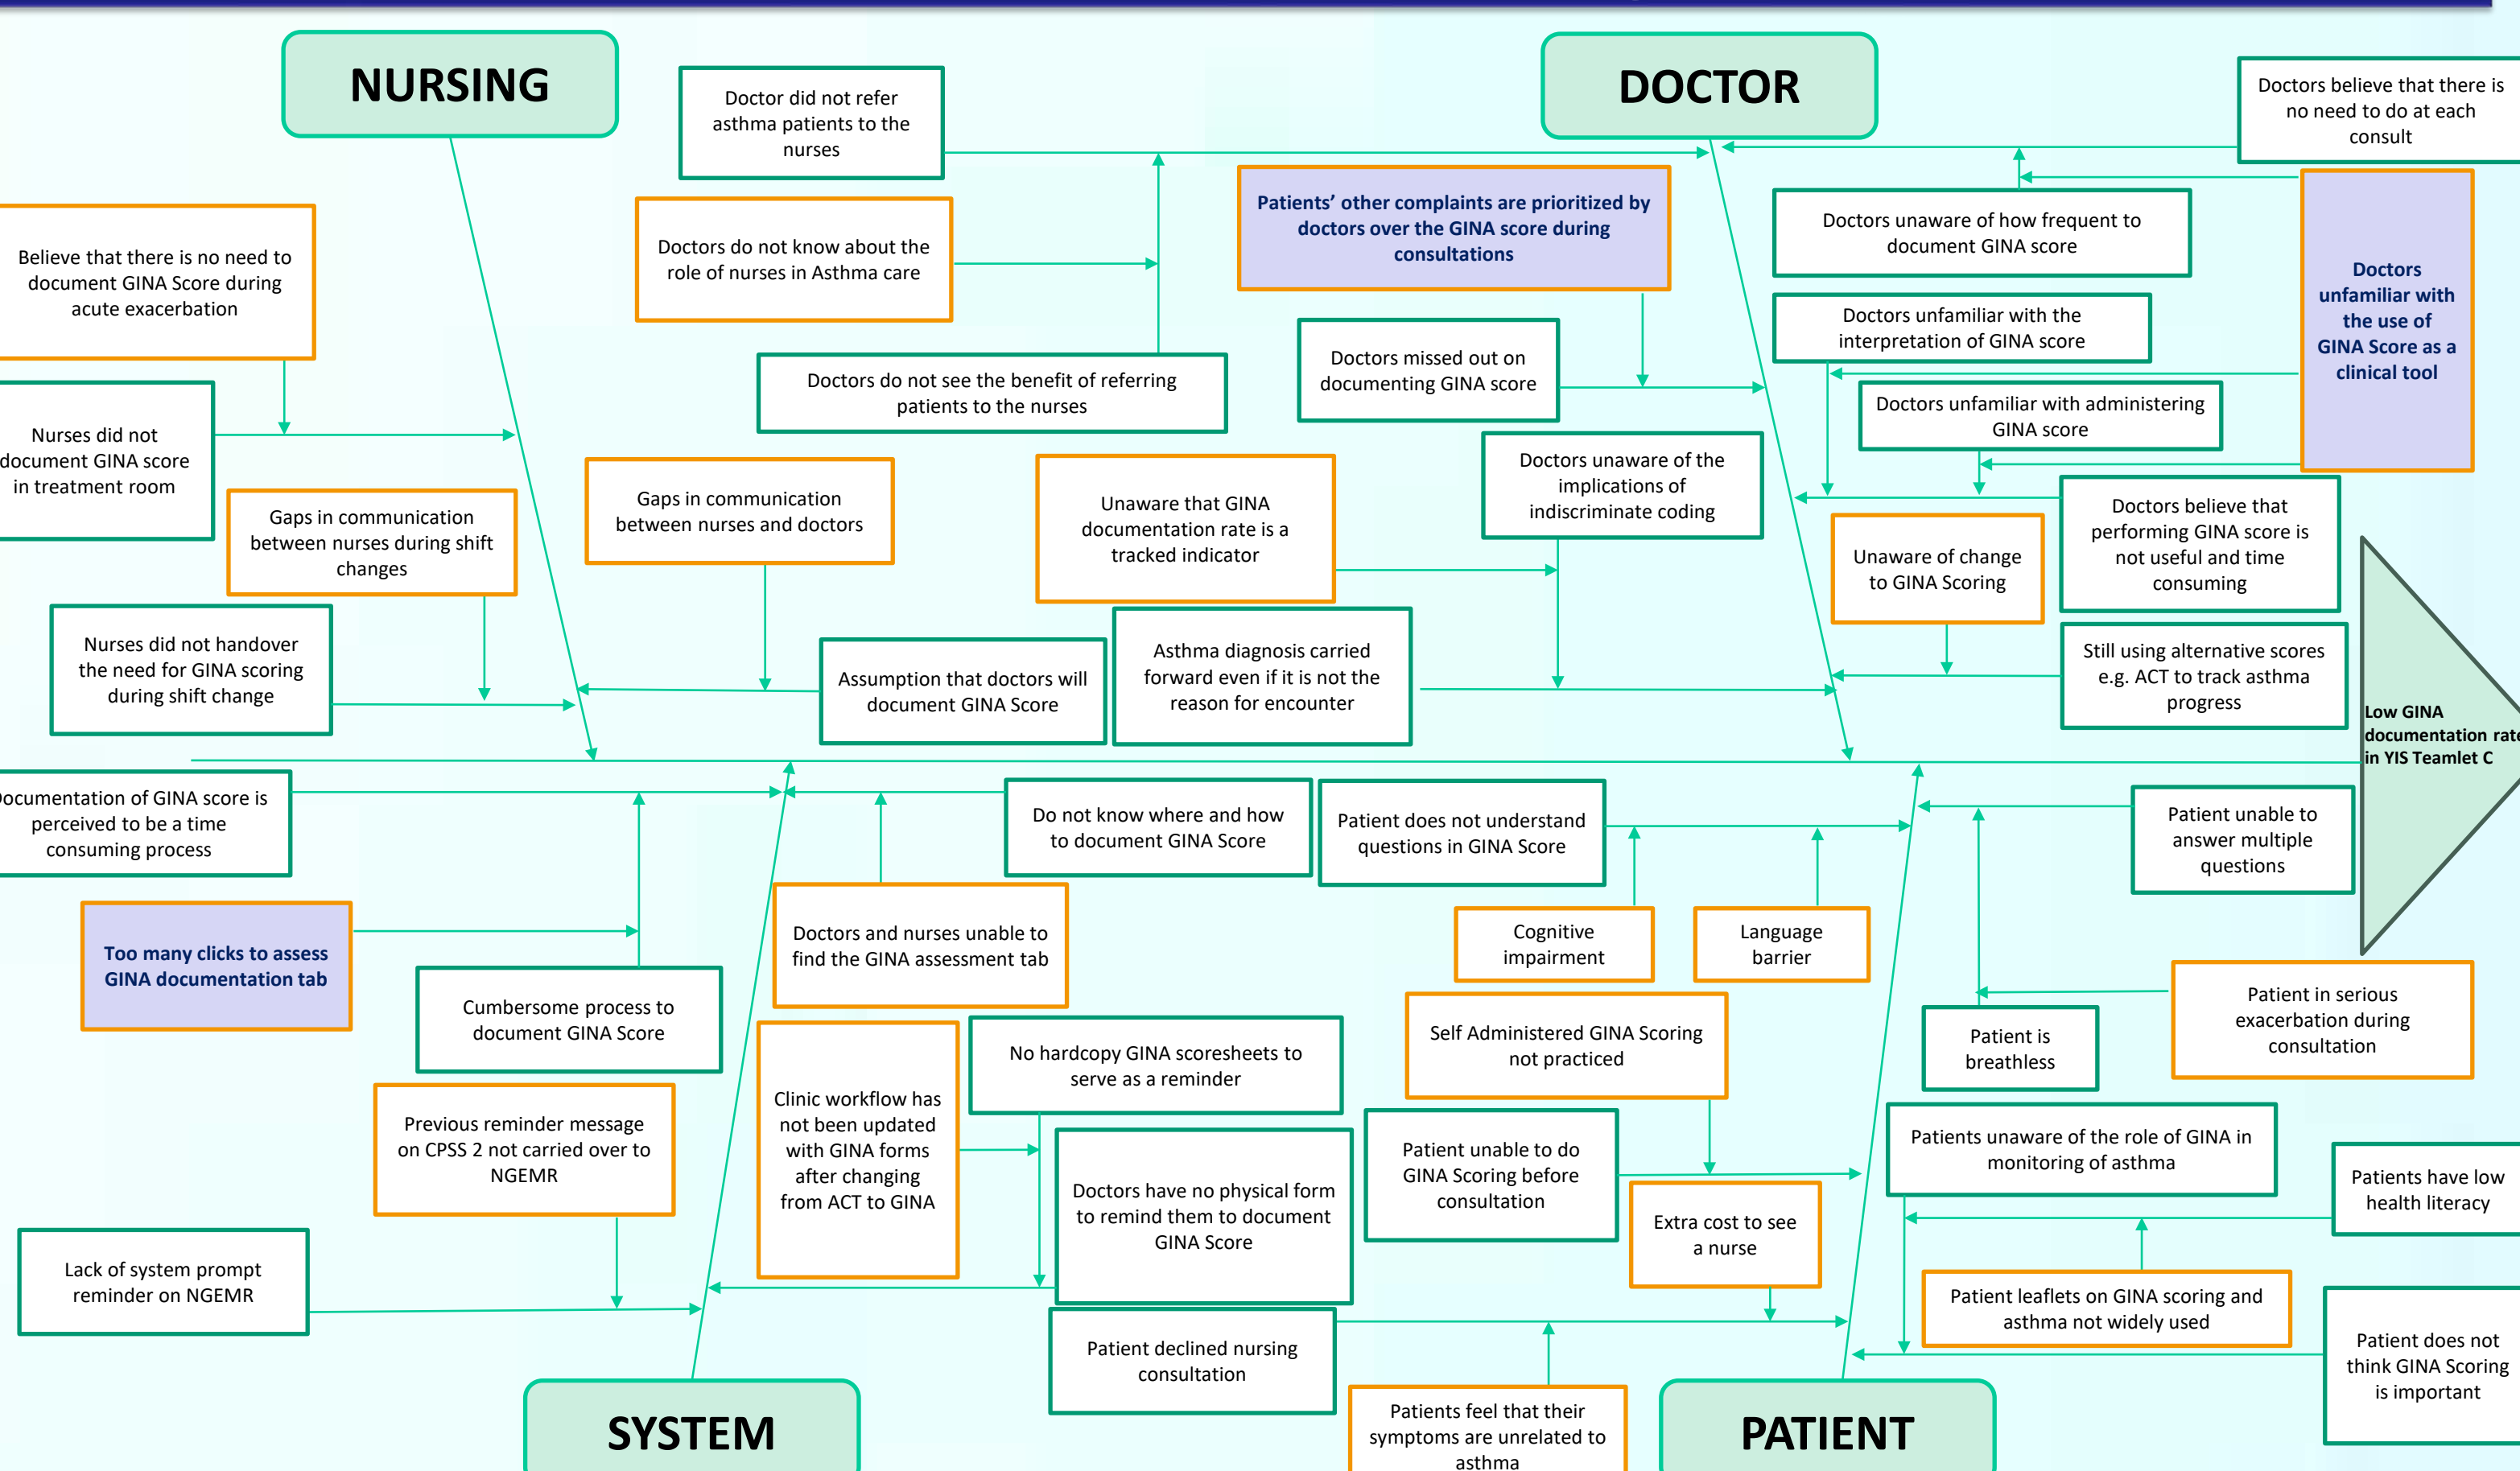 NURSING
DOCTOR
Doctor did not refer
asthma patients to the
nurses
Doctors believe that there is
no need to do at each
consult
Believe that there is no need to
document GINA Score during
acute exacerbation
Doctors do not know about the
role of nurses in Asthma care
Patients’ other complaints are prioritized by
doctors over the GINA score during
consultations
Doctors unaware of how frequent to
document GINA score
Doctors
unfamiliar with
the use of
GINA Score as a
clinical tool
Doctors unfamiliar with the
interpretation of GINA score
Doctors missed out on
documenting GINA score
Doctors do not see the benefit of referring
patients to the nurses
Doctors unfamiliar with administering
GINA score
Nurses did not
document GINA score
in treatment room
Gaps in communication
between nurses during shift
changes
Gaps in communication
between nurses and doctors
Unaware that GINA
documentation rate is a
tracked indicator
Doctors unaware of the
implications of
indiscriminate coding
Doctors believe that
performing GINA score is
not useful and time
consuming
Unaware of change
to GINA Scoring
Nurses did not handover
the need for GINA scoring
during shift change
Assumption that doctors will
document GINA Score
Asthma diagnosis carried
forward even if it is not the
reason for encounter
Still using alternative scores
e.g. ACT to track asthma
progress
Low GINA
documentation rate
in YIS Teamlet C
Documentation of GINA score is
perceived to be a time
consuming process
Do not know where and how
to document GINA Score
Patient does not understand
questions in GINA Score
Patient unable to
answer multiple
questions
Too many clicks to assess
GINA documentation tab
Doctors and nurses unable to
find the GINA assessment tab
Cognitive
impairment
Language
barrier
Cumbersome process to
document GINA Score
No hardcopy GINA scoresheets to
serve as a reminder
Self Administered GINA Scoring
not practiced
Patient is
breathless
Patient in serious
exacerbation during
consultation
Previous reminder message
on CPSS 2 not carried over to
NGEMR
Clinic workflow has
not been updated
with GINA forms
after changing
from ACT to GINA
Doctors have no physical form
to remind them to document
GINA Score
Patient unable to do
GINA Scoring before
consultation
Patients unaware of the role of GINA in
monitoring of asthma
Patients have low
health literacy
Extra cost to see
a nurse
Lack of system prompt
reminder on NGEMR
Patient leaflets on GINA scoring and
asthma not widely used
Patient declined nursing
consultation
Patient does not
think GINA Scoring
is important
Patients feel that their
symptoms are unrelated to
asthma
SYSTEM
PATIENT